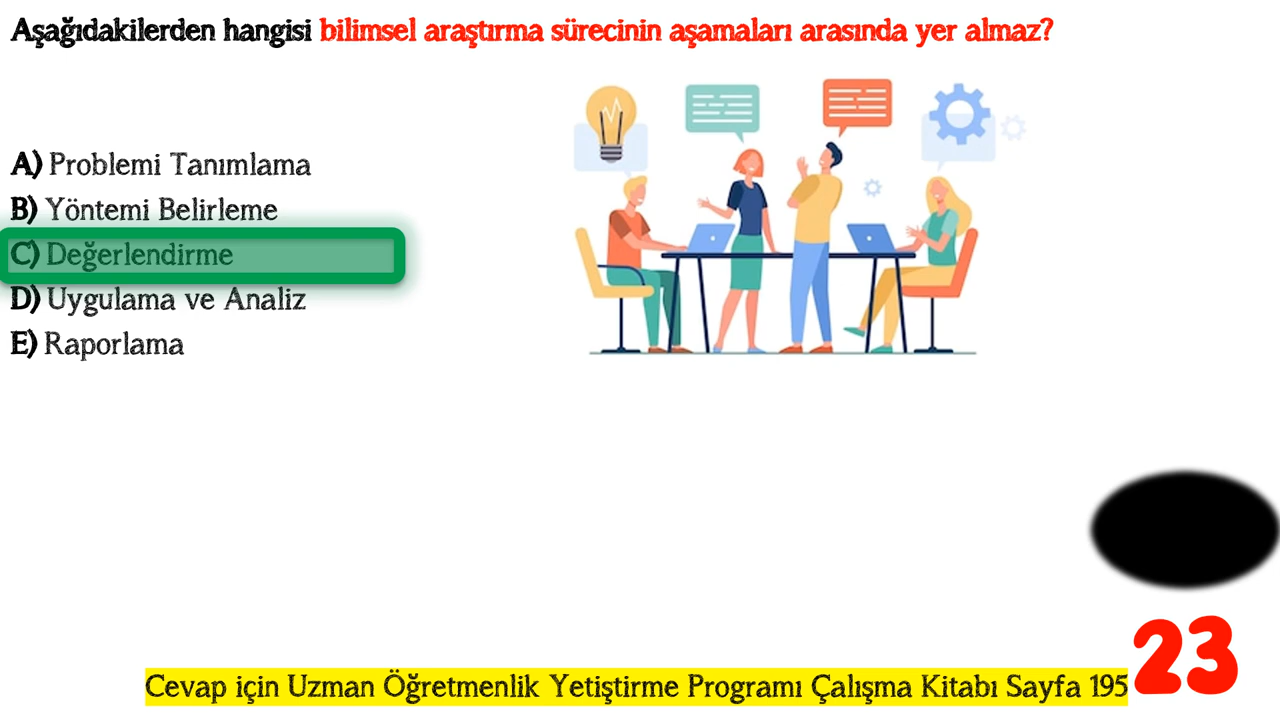 Aşağıdakilerden hangisi bilimsel araştırma sürecinin aşamaları arasında yer almaz?
A) Problemi Tanımlama
B) Yöntemi Belirleme
C) Değerlendirme
D) Uygulama ve Analiz
E) Raporlama
Cevap için Uzman Öğretmenlik Yetiştirme Programı Çalışma Kitabı Sayfa 195
23